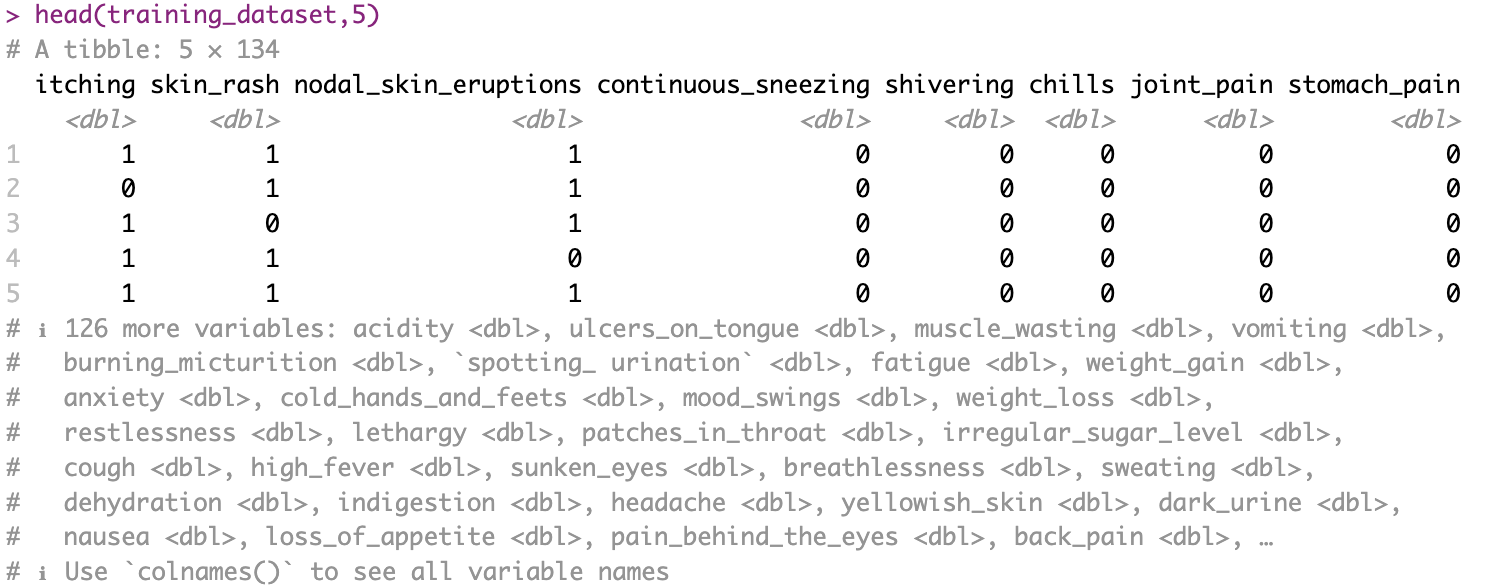 > head(training_dataset,5)
# A tibble: 5 × 134
itching skin_rash nodal_skin_eruptions continuous_sneezing shivering chills joint_pain stomach_pain
<dbl> <dbl> <dbl> <dbl> <dbl> <dbl> <dbl> <dbl>
1 1 1 1 0 0 0 0 0
2 0 1 1 0 0 0 0 0
3 1 0 1 0 0 0 0 0
4 1 1 0 0 0 0 0 0
5 1 1 1 0 0 0 0 0
# ℹ 126 more variables: acidity <dbl>, ulcers_on_tongue <dbl>, muscle_wasting <dbl>, vomiting <dbl>,
# burning_micturition <dbl>, `spotting_ urination` <dbl>, fatigue <dbl>, weight_gain <dbl>,
# anxiety <dbl>, cold_hands_and_feets <dbl>, mood_swings <dbl>, weight_loss <dbl>,
# restlessness <dbl>, lethargy <dbl>, patches_in_throat <dbl>, irregular_sugar_level <dbl>,
# cough <dbl>, high_fever <dbl>, sunken_eyes <dbl>, breathlessness <dbl>, sweating <dbl>,
# dehydration <dbl>, indigestion <dbl>, headache <dbl>, yellowish_skin <dbl>, dark_urine <dbl>,
# nausea <dbl>, loss_of_appetite <dbl>, pain_behind_the_eyes <dbl>, back_pain <dbl>, …
# ℹ Use `colnames()` to see all variable names